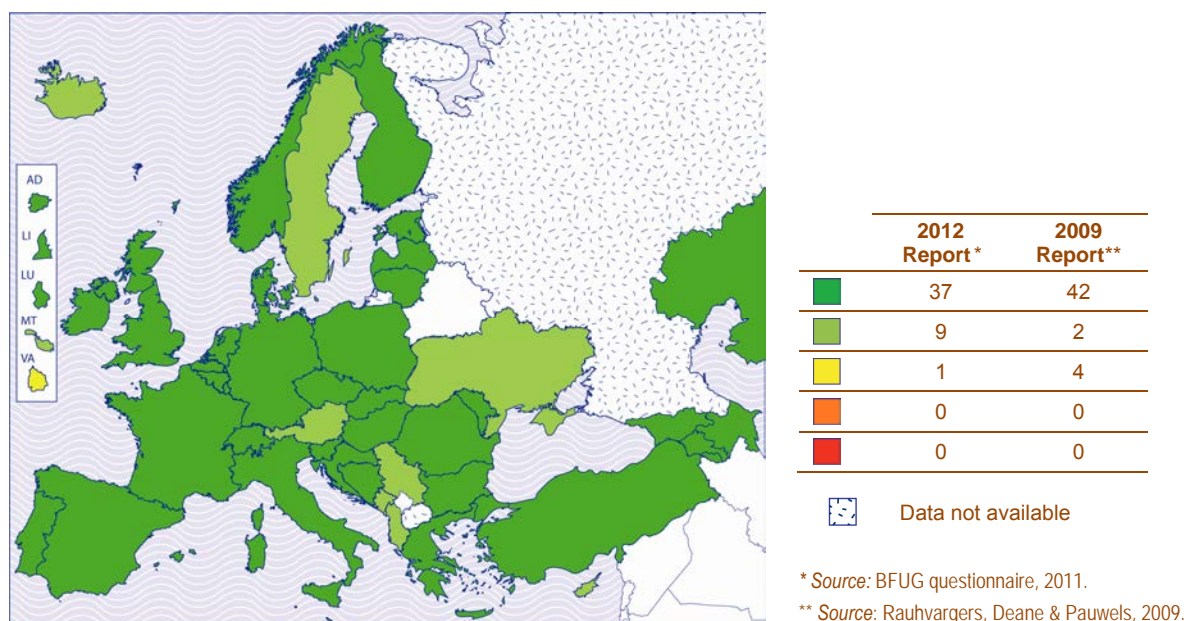 AD
LI
LU
MT
VA
2012 Report * 2009 Report**
37 42
9 2
1 4
0 0
0 0
Data not available
* Source: BFUG questionnaire, 2011.
** Source: Rauhvargers, Deane & Pauwels, 2009.